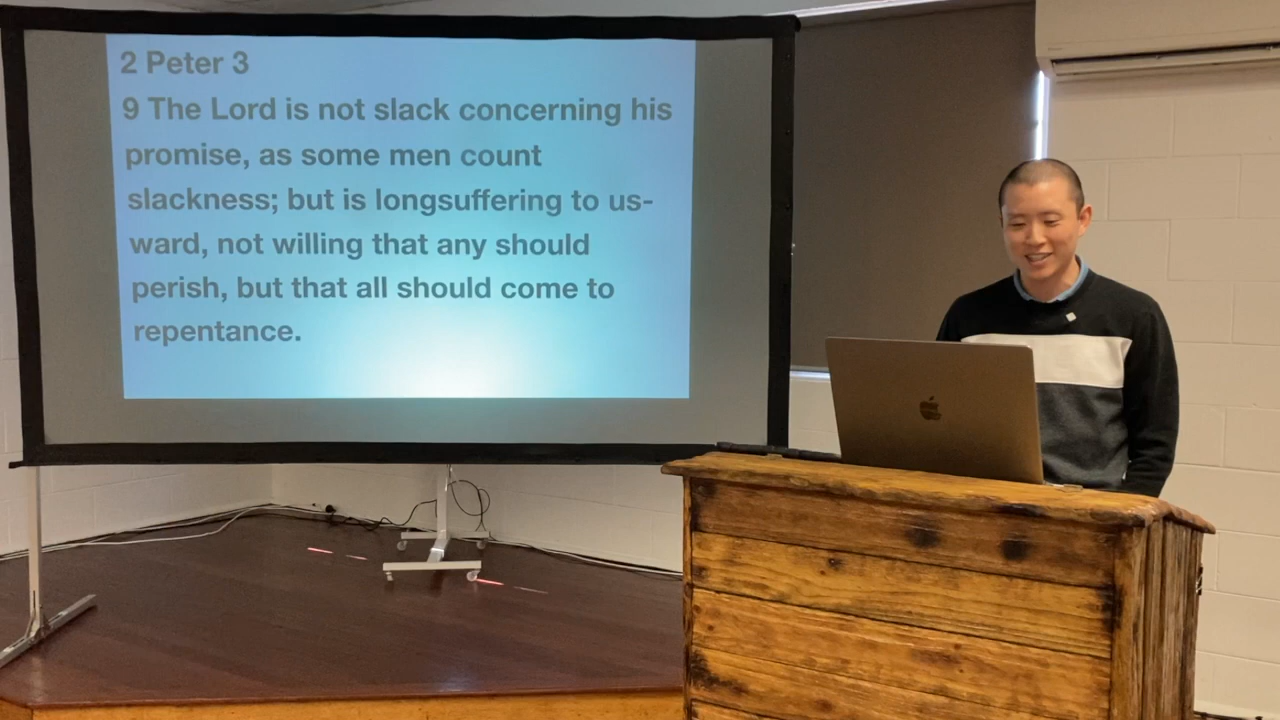 2 Peter 3
9 The Lord is not slack concerning his
promise, as some men count
slackness; but is longsuffering to us-
ward, not willing that any should
perish, but that all should come to
repentance.